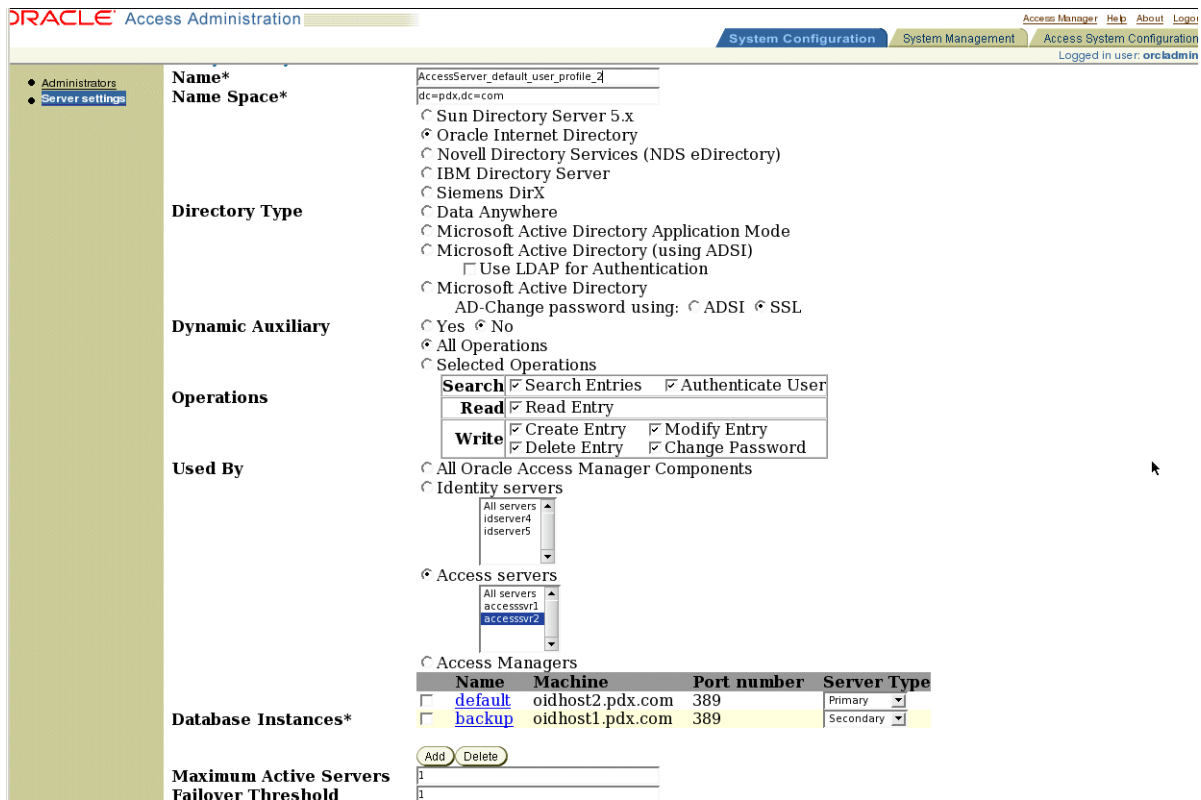 ORACLE Access Administration
Access Manager Help About Logou
System Configuration System Management Access System Configuration
Logged in user: orcladmin
Administrators
Server settings
Name* AccessServer_default_user_profile_2
Name Space* dc=pdx,dc=com
Sun Directory Server 5.x
Oracle Internet Directory
Novell Directory Services (NDS eDirectory)
IBM Directory Server
Siemens DirX
Directory Type Data Anywhere
Microsoft Active Directory Application Mode
Microsoft Active Directory (using ADSI)
Use LDAP for Authentication
Microsoft Active Directory
AD-Change password using: ADSI SSL
Dynamic Auxiliary Yes No
All Operations
Selected Operations
Operations
Search Search Entries Authenticate User
Read Read Entry
Write Create Entry Modify Entry
Delete Entry Change Password
Used By All Oracle Access Manager Components
Identity servers
All servers
idserver4
idserver5
Access servers
All servers
accesssvr1
accesssvr2
Access Managers
Name Machine Port number Server Type
default oidhost2.pdx.com 389 Primary
Database Instances* backup oidhost1.pdx.com 389 Secondary
Add Delete
Maximum Active Servers 1
Failover Threshold 1